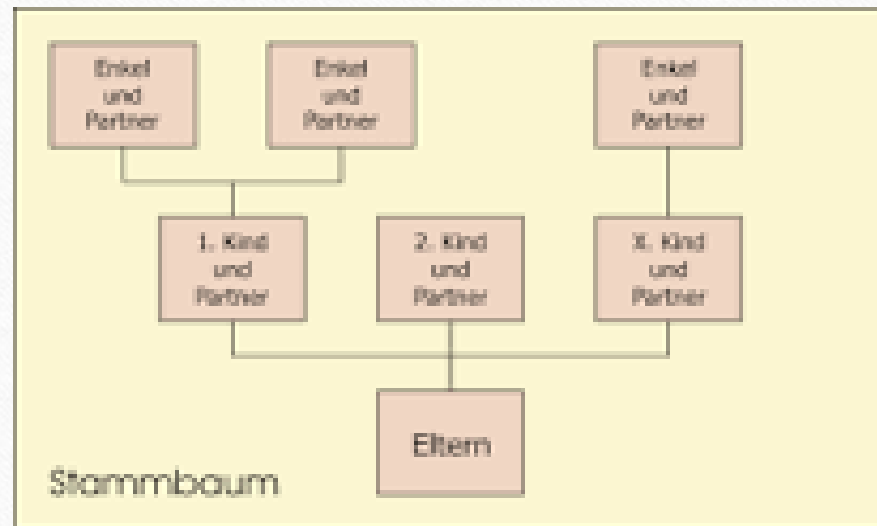 Enkel
und
Partner
Enkel
und
Partner
Enkel
und
Partner
1. Kind
und
Partner
2. Kind
und
Partner
X. Kind
und
Partner
Eltern
Stammbaum